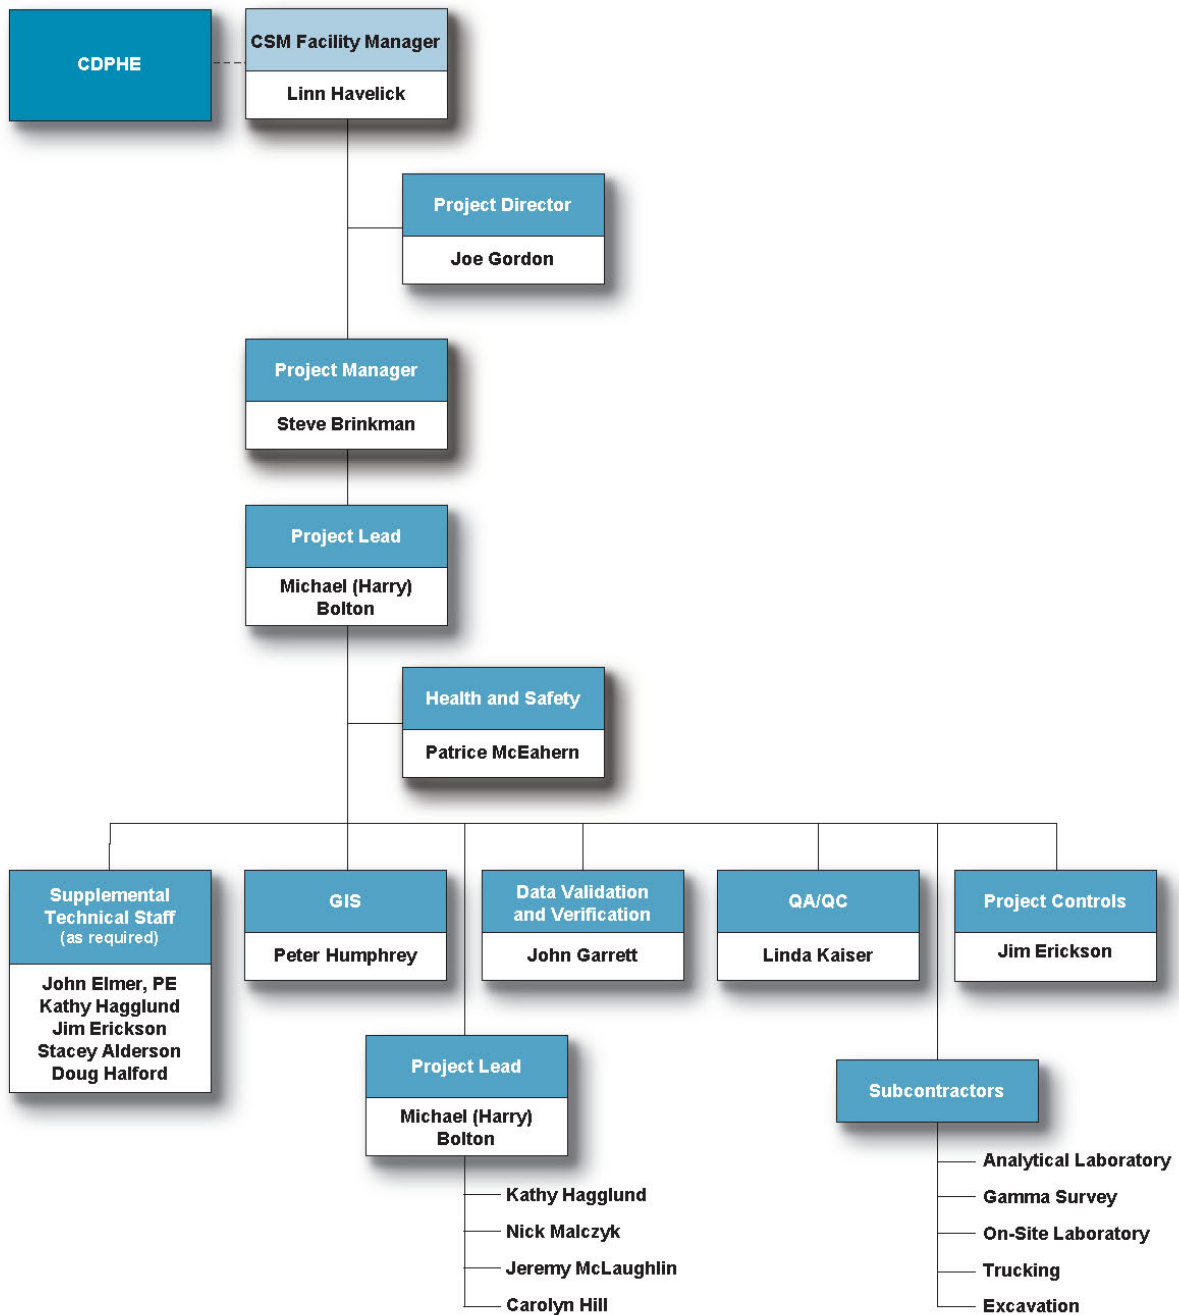 CDPHE
CSM Facility Manager
Linn Havelick
Project Director
Joe Gordon
Project Manager
Steve Brinkman
Project Lead
Michael (Harry)
Bolton
Health and Safety
Patrice McEahern
Supplemental
Technical Staff
(as required)
John Elmer, PE
Kathy Hagglund
Jim Erickson
Stacey Alderson
Doug Halford
GIS
Peter Humphrey
Data Validation
and Verification
John Garrett
QA/QC
Linda Kaiser
Project Controls
Jim Erickson
Project Lead
Michael (Harry)
Bolton
Kathy Hagglund
Nick Malczyk
Jeremy McLaughlin
Carolyn Hill
Subcontractors
Analytical Laboratory
Gamma Survey
On-Site Laboratory
Trucking
Excavation